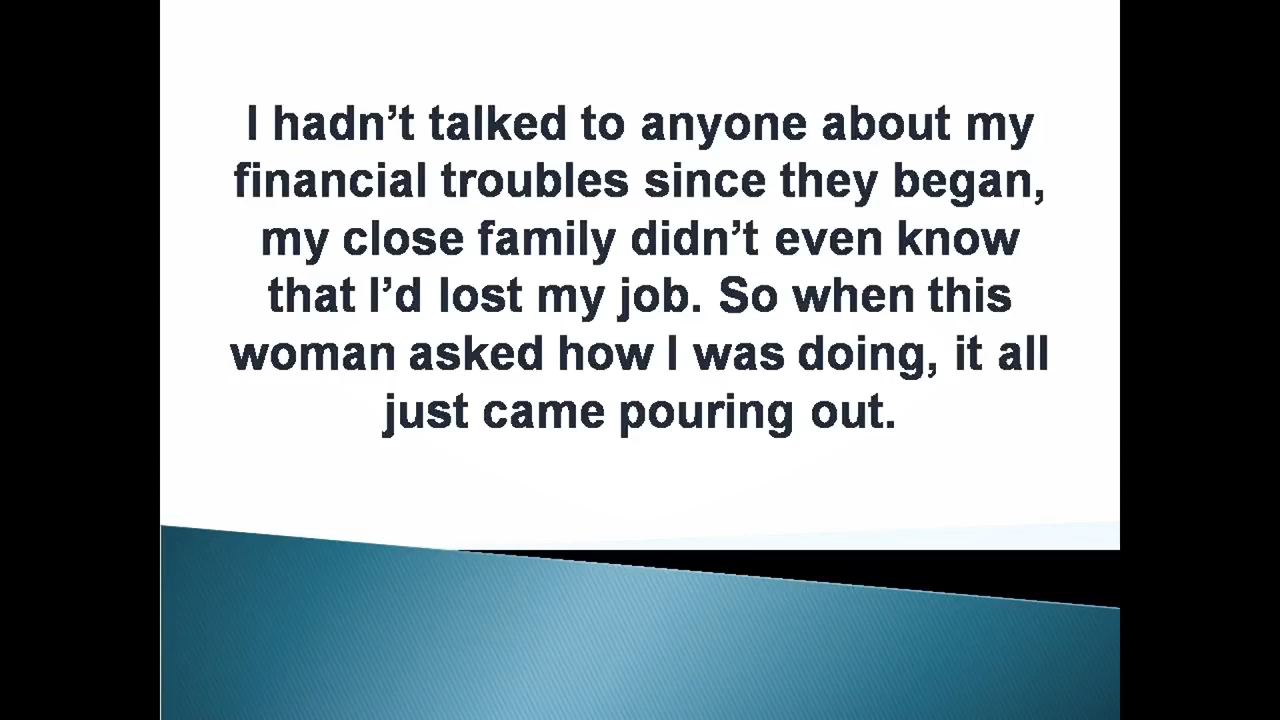 I hadn’t talked to anyone about my
financial troubles since they began,
my close family didn’t even know
that I’d lost my job. So when this
woman asked how I was doing, it all
just came pouring out.